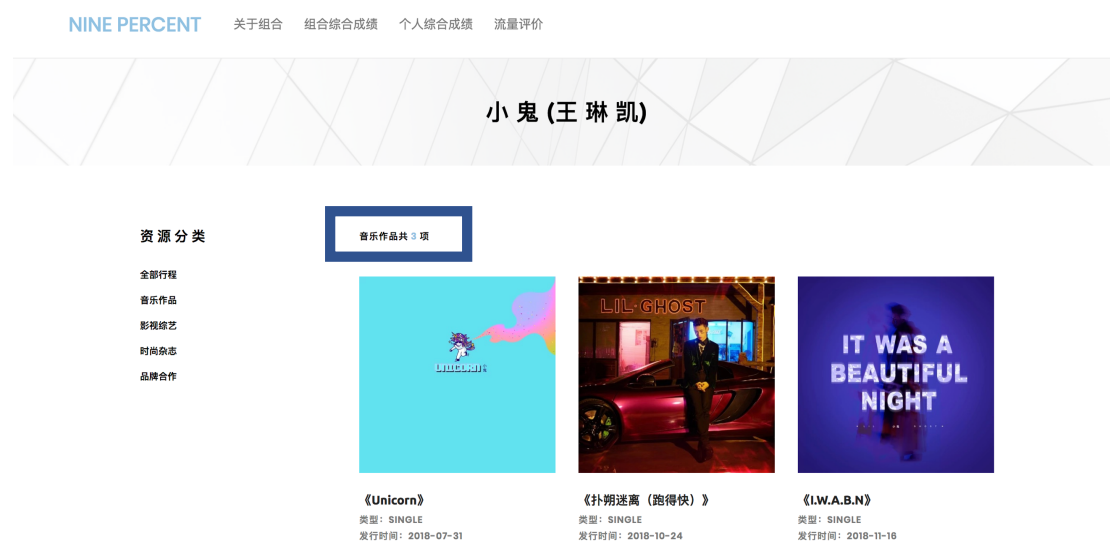 NINE PERCENT 关于组合 组合综合成绩 个人综合成绩 流量评价
小鬼 (王琳凯)
资源分类
全部行程
音乐作品
影视综艺
时尚杂志
品牌合作
音乐作品共 3 项
LIL GHOST
IT WAS A
BEAUTIFUL
NIGHT
《Unicorn》
类型：SINGLE
发行时间：2018-07-31
《扑朔迷离（跑得快）》
类型：SINGLE
发行时间：2018-10-24
《I.W.A.B.N》
类型：SINGLE
发行时间：2018-11-16